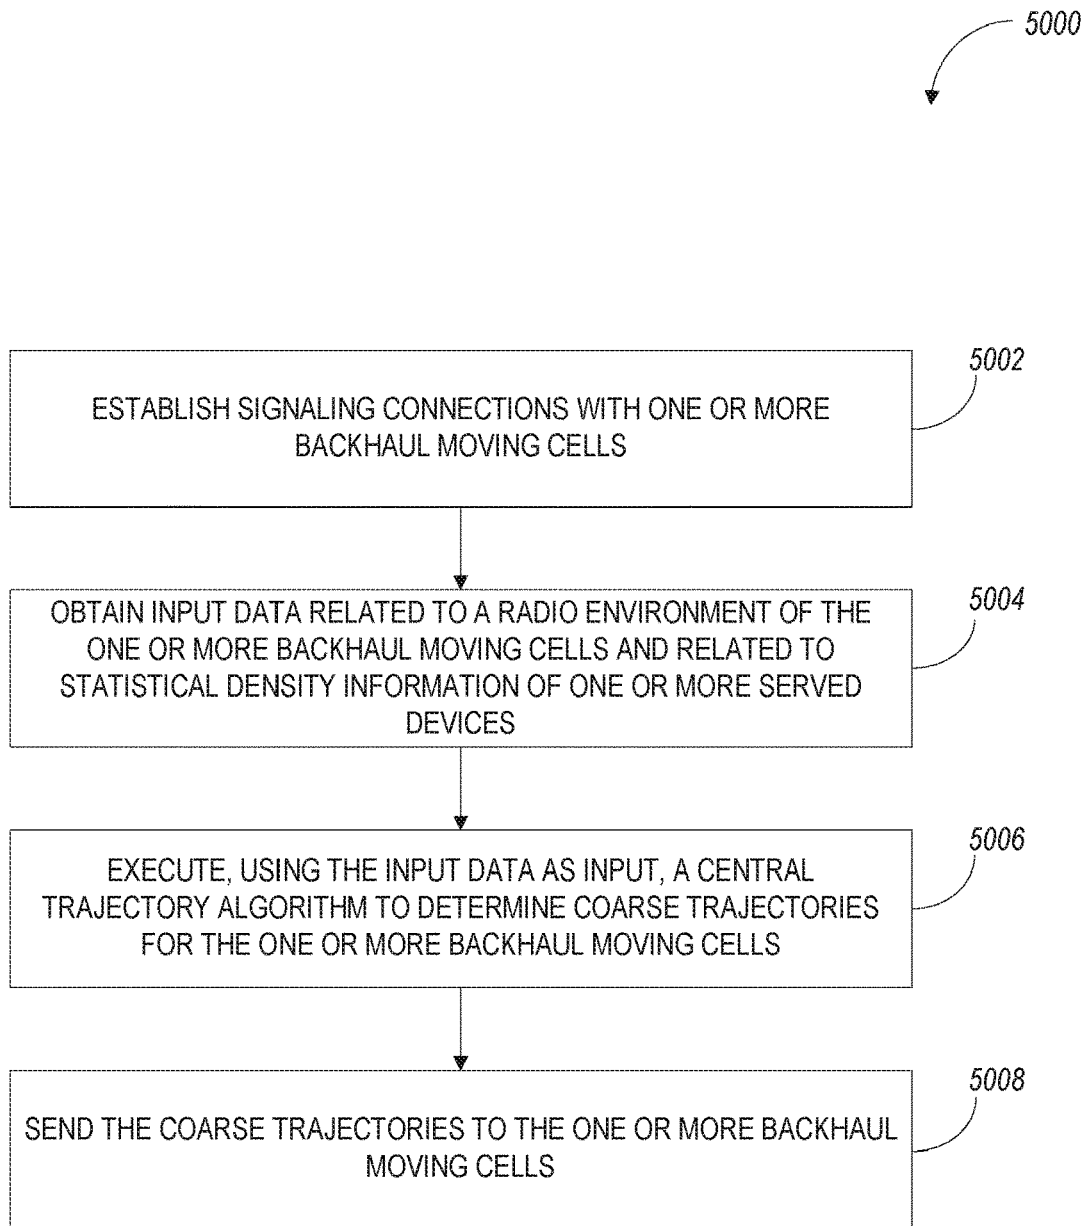 5000
5002
ESTABLISH SIGNALING CONNECTIONS WITH ONE OR MORE
BACKHAUL MOVING CELLS
5004
OBTAIN INPUT DATA RELATED TO A RADIO ENVIRONMENT OF THE
ONE OR MORE BACKHAUL MOVING CELLS AND RELATED TO
STATISTICAL DENSITY INFORMATION OF ONE OR MORE SERVED
DEVICES
5006
EXECUTE, USING THE INPUT DATA AS INPUT, A CENTRAL
TRAJECTORY ALGORITHM TO DETERMINE COARSE TRAJECTORIES
FOR THE ONE OR MORE BACKHAUL MOVING CELLS
5008
SEND THE COARSE TRAJECTORIES TO THE ONE OR MORE BACKHAUL
MOVING CELLS